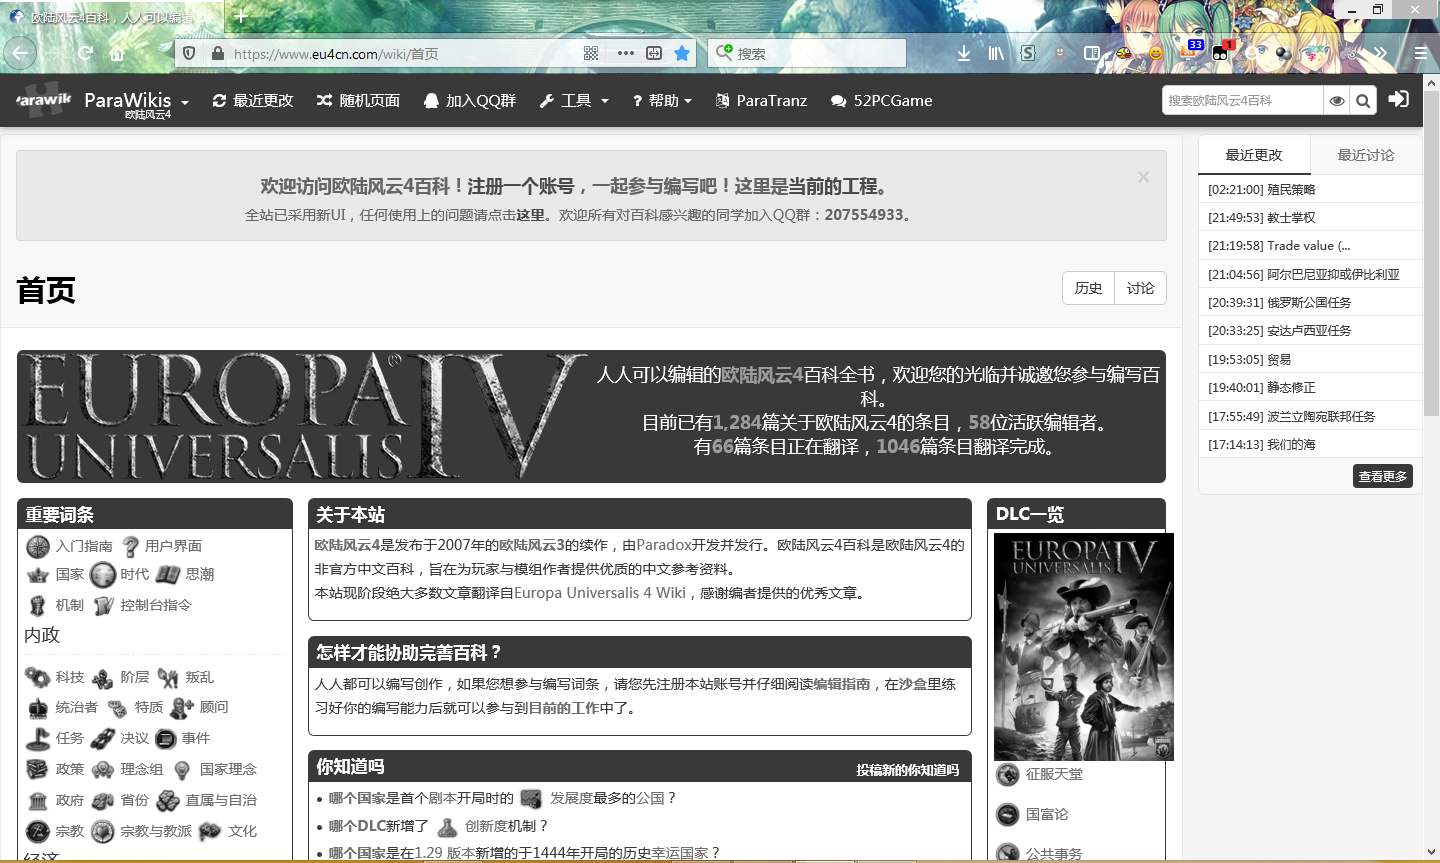 欧陆风云4百科，人人可以编辑
https://www.eu4cn.com/wiki/首页
搜索
33
1
ParaWikis
欧陆风云4
最近更改
随机页面
加入QQ群
工具
帮助
ParaTranz
52PCGame
搜索欧陆风云4百科
欢迎访问欧陆风云4百科！注册一个账号，一起参与编写吧！这里是当前的工程。
全站已采用新UI，任何使用上的问题请点击这里。欢迎所有对百科感兴趣的同学加入QQ群：207554933。
首页
历史
讨论
EUROPA UNIVERSALIS IV
人人可以编辑的欧陆风云4百科全书，欢迎您的光临并诚邀您参与编写百
科。
目前已有1,284篇关于欧陆风云4的条目，58位活跃编辑者。
有66篇条目正在翻译，1046篇条目翻译完成。
重要词条
入门指南 用户界面
国家 时代 思潮
机制 控制台指令
内政
科技 阶层 叛乱
统治者 特质 顾问
任务 决议 事件
政策 理念组 国家理念
政府 省份 直属与自治
宗教 宗教与教派 文化
经济
关于本站
欧陆风云4是发布于2007年的欧陆风云3的续作，由Paradox开发并发行。欧陆风云4百科是欧陆风云4的
非官方中文百科，旨在为玩家与模组作者提供优质的中文参考资料。
本站现阶段绝大多数文章翻译自Europa Universalis 4 Wiki，感谢编者提供的优秀文章。
怎样才能协助完善百科？
人人都可以编写创作，如果您想参与编写词条，请您先注册本站账号并仔细阅读编辑指南，在沙盒里练
习好你的编写能力后就可以参与到目前的工作中了。
你知道吗
投稿新的你知道吗
哪个国家是首个剧本开局时的 发展度最多的公国？
哪个DLC新增了 创新度机制？
哪个国家是在1.29 版本新增的于1444年开局的历史幸运国家？
DLC一览
EUROPA UNIVERSALIS IV
征服天堂
国富论
公共事务
最近更改
最近讨论
[02:21:00] 殖民策略
[21:49:53] 教士掌权
[21:19:58] Trade value (...
[21:04:56] 阿尔巴尼亚抑或伊比利亚
[20:39:31] 俄罗斯公国任务
[20:33:25] 安达卢西亚任务
[19:53:05] 贸易
[19:40:01] 静态修正
[17:55:49] 波兰立陶宛联邦任务
[17:14:13] 我们的海
查看更多